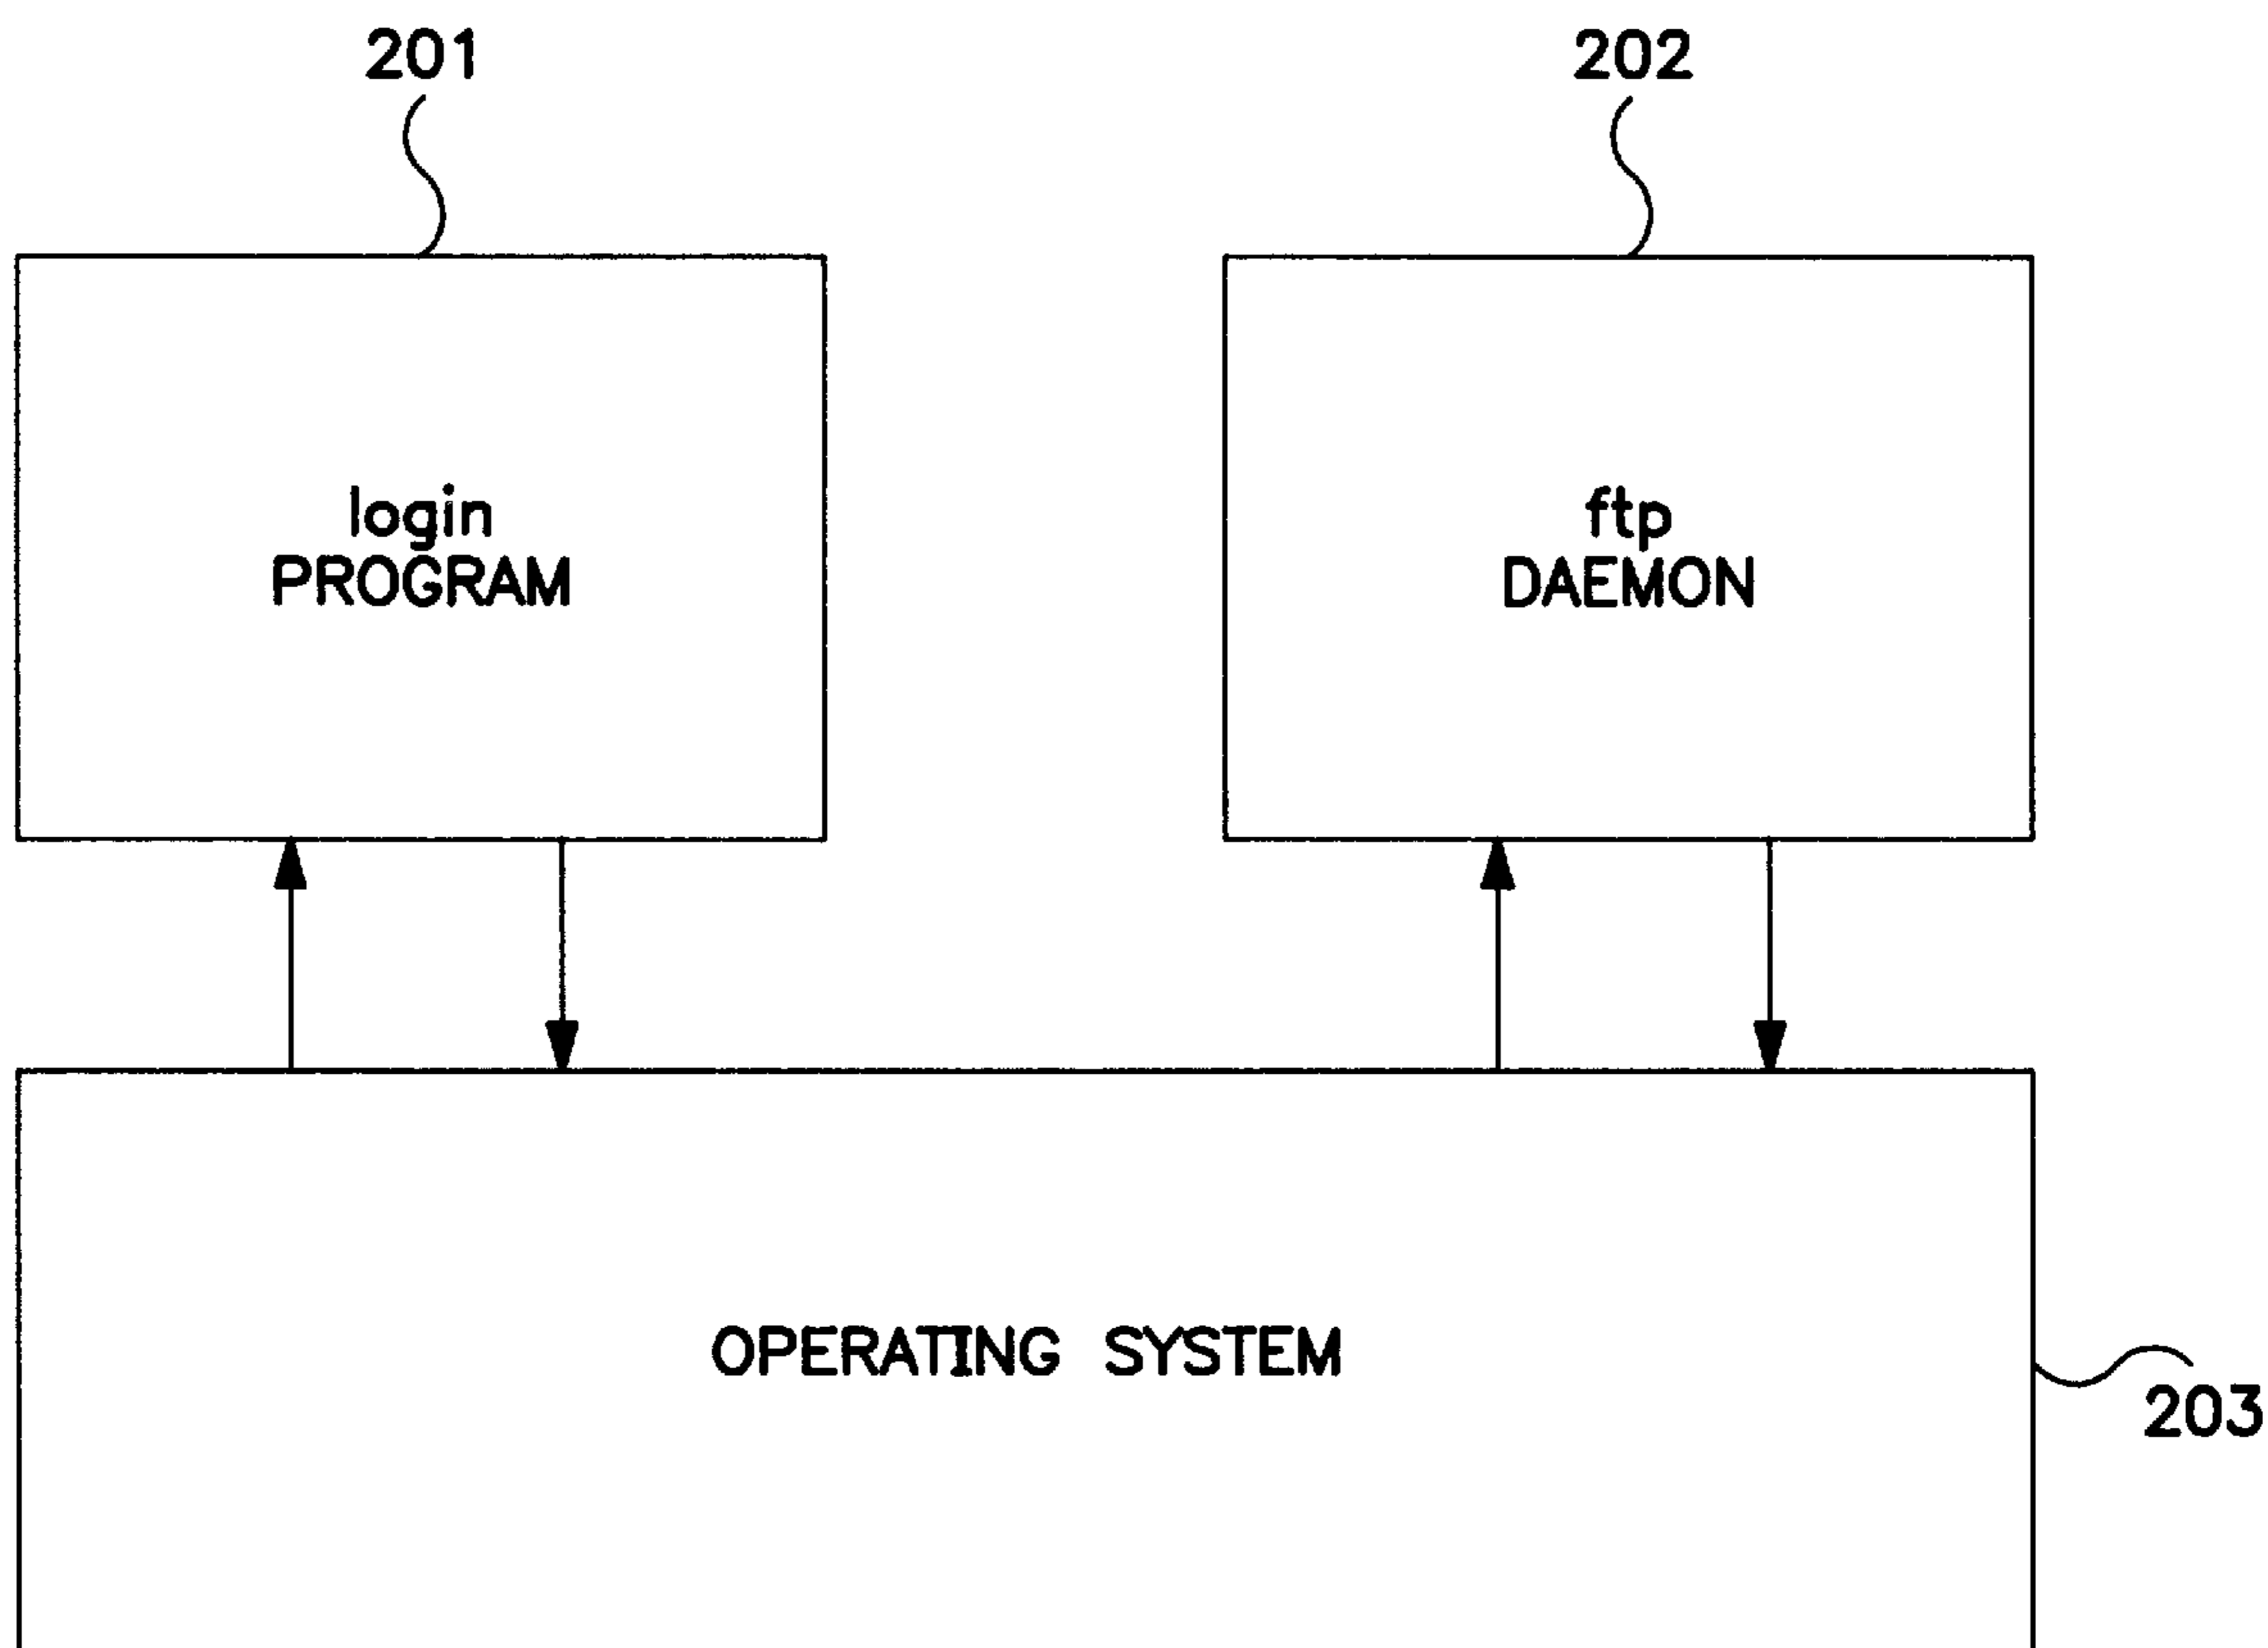 201
202
login
PROGRAM
ftp
DAEMON
OPERATING SYSTEM
203